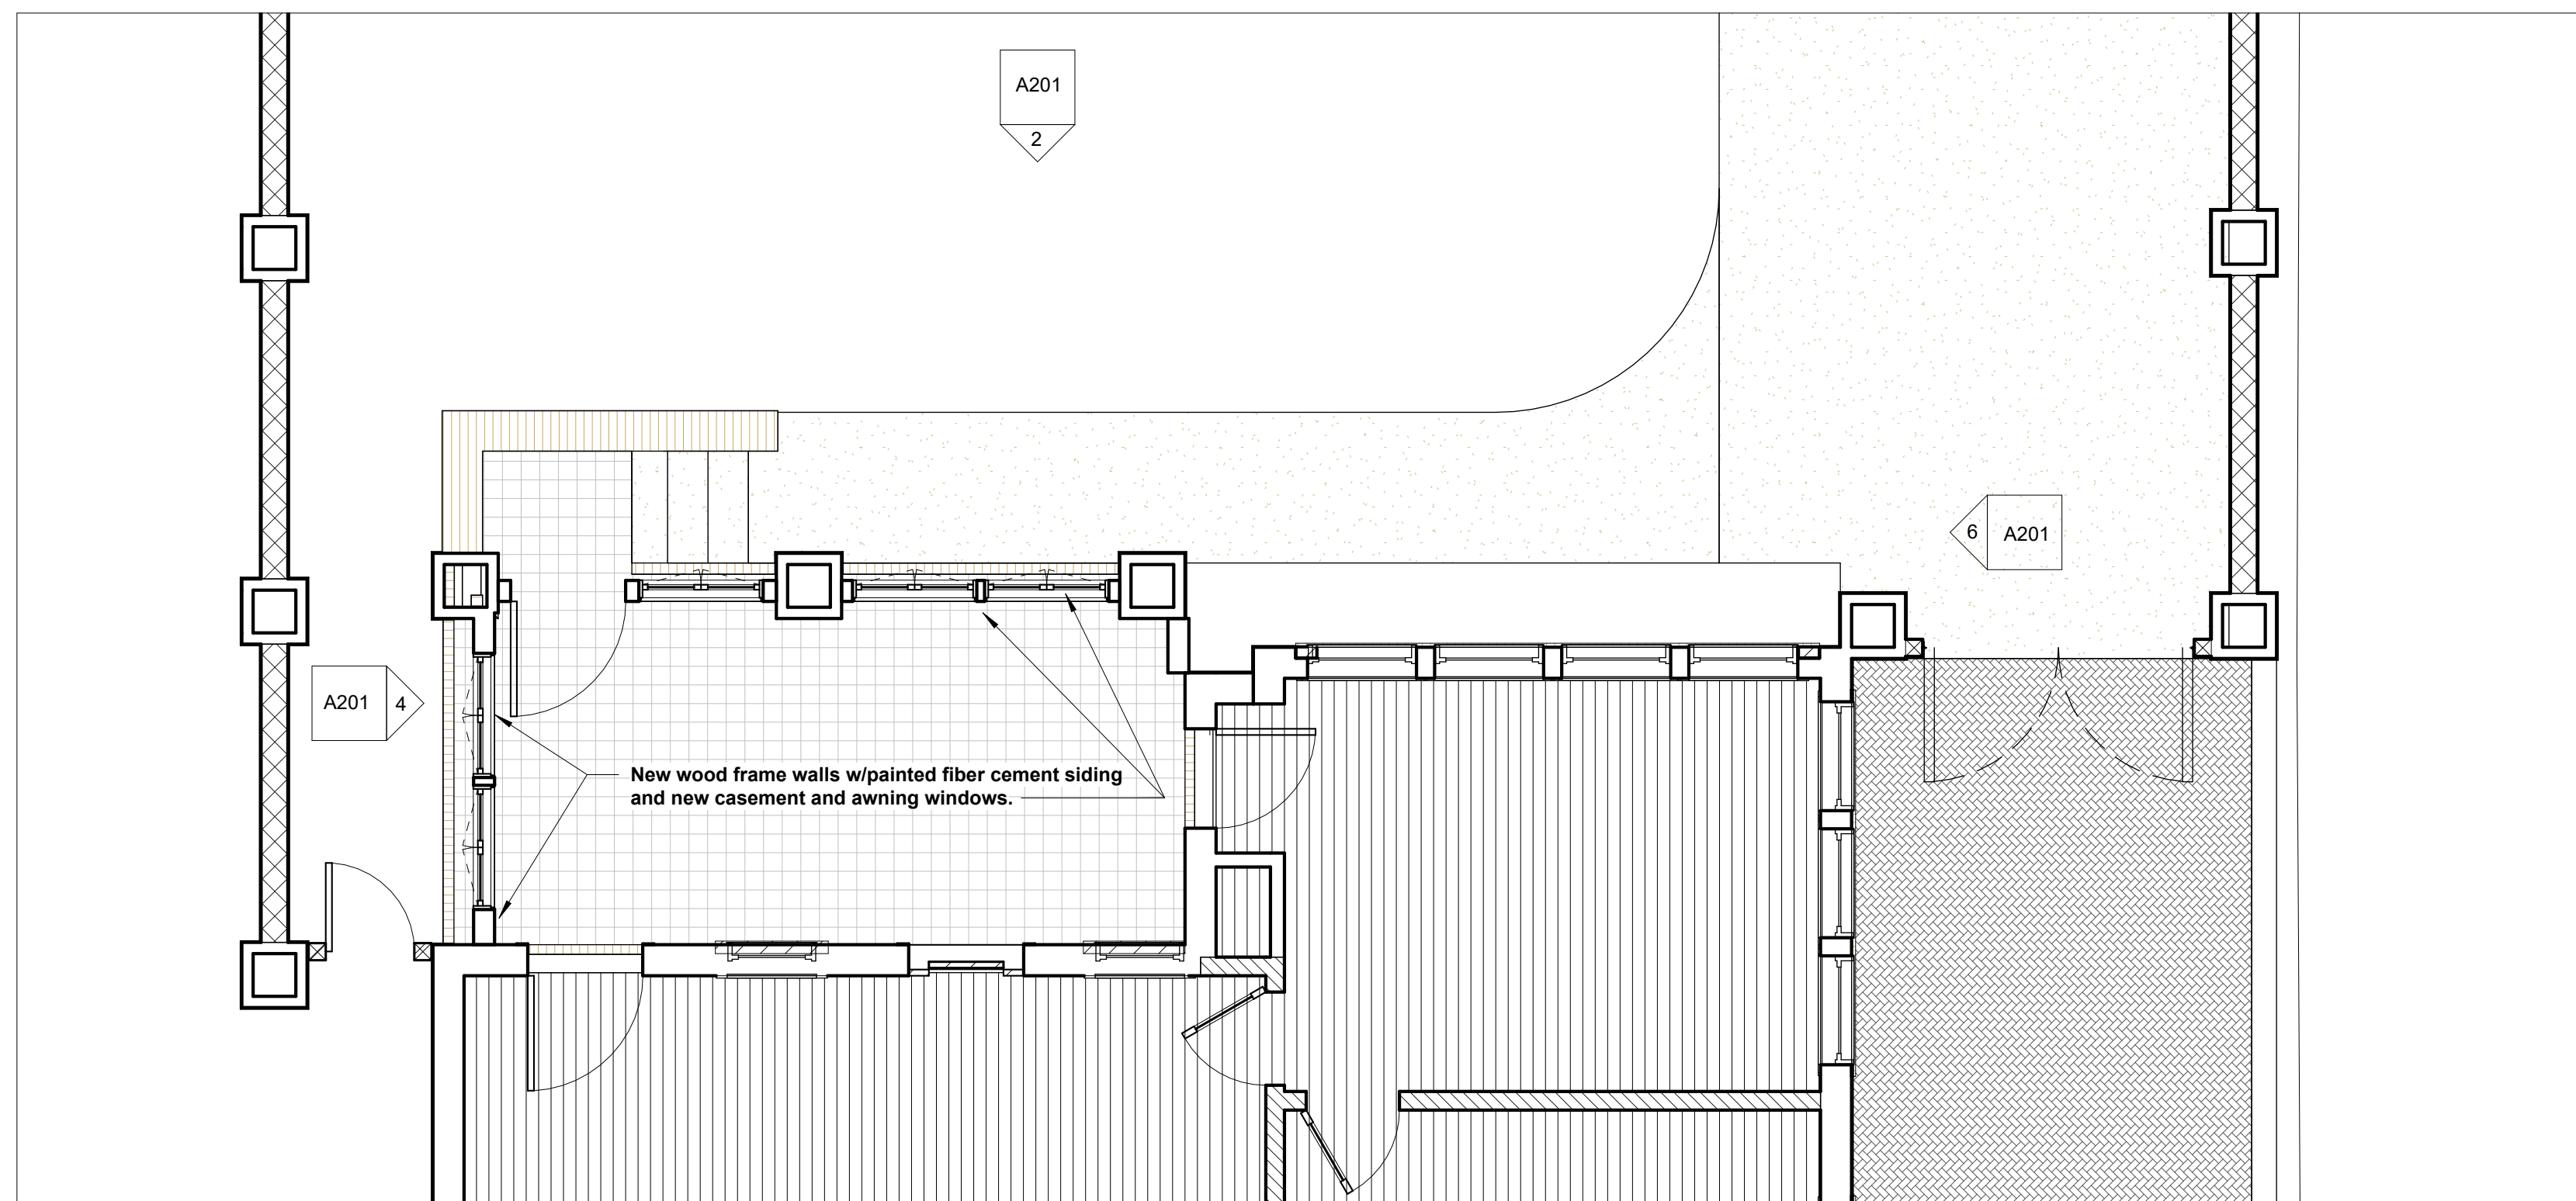 A201
2
6
A201
A201
4
New wood frame walls w/painted fiber cement siding
and new casement and awning windows.